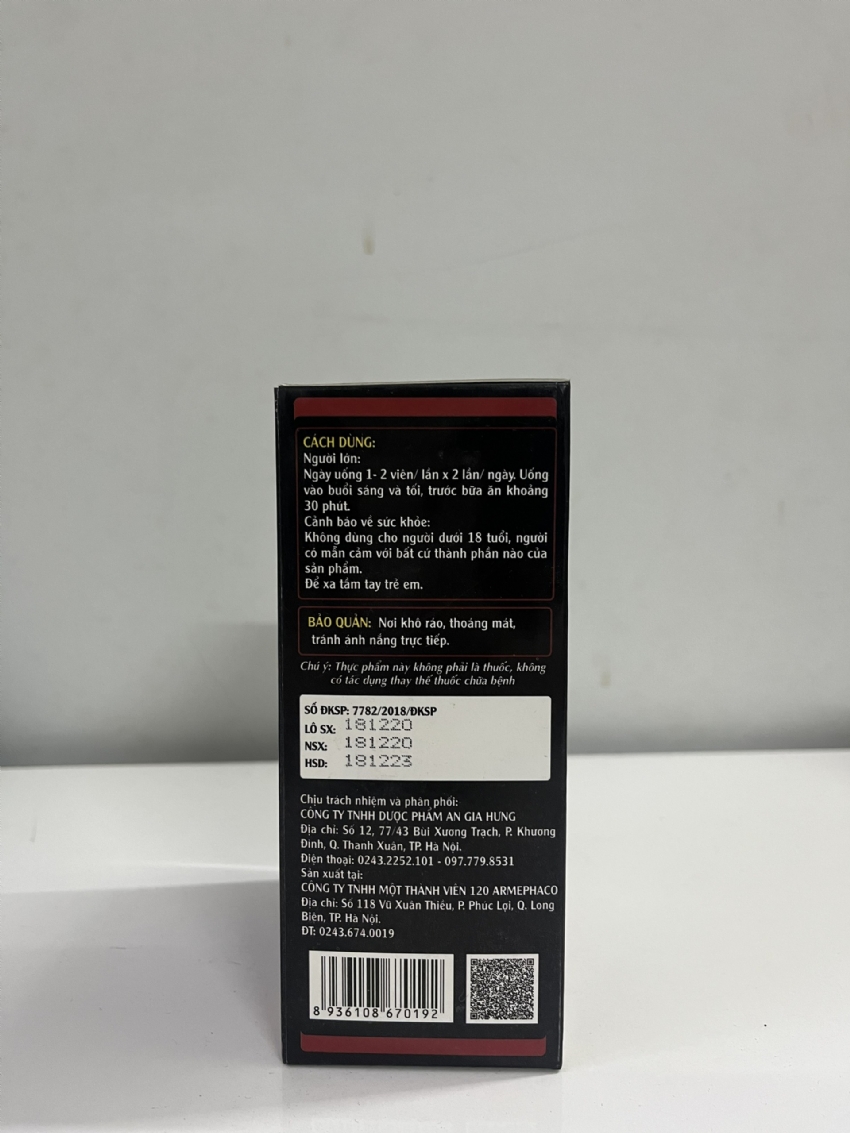 CÁCH DÙNG:
Người lớn:
Ngày uống 1- 2 viên/ lần x 2 lần/ ngày. Uống
vào buổi sáng và tối, trước bữa ăn khoảng
30 phút.
Cảnh báo về sức khỏe:
Không dùng cho người dưới 18 tuổi, người
có mẫn cảm với bất cứ thành phần nào của
sản phẩm.
Để xa tầm tay trẻ em.
BẢO QUẢN: Nơi khô ráo, thoáng mát,
tránh ánh nắng trực tiếp.
Chú ý: Thực phẩm này không phải là thuốc, không
có tác dụng thay thế thuốc chữa bệnh
SỐ ĐKSP: 7782/2018/ĐKSP
LÔ SX: 181220
NSX: 181220
HSD: 181223
Chịu trách nhiệm và phân phối:
CÔNG TY TNHH DƯỢC PHẨM AN GIA HƯNG
Địa chỉ: Số 12, 77/43 Bùi Xương Trạch, P. Khương
Đình, Q. Thanh Xuân, TP. Hà Nội.
Điện thoại: 0243.2252.101 - 097.779.8531
Sản xuất tại:
CÔNG TY TNHH MỘT THANH VIÊN 120 ARMEPHACO
Địa chỉ: Số 118 Vũ Xuân Thiều, P. Phúc Lợi, Q. Long
Biên, TP. Hà Nội.
ĐT: 0243.674.0019
8 936108 670192